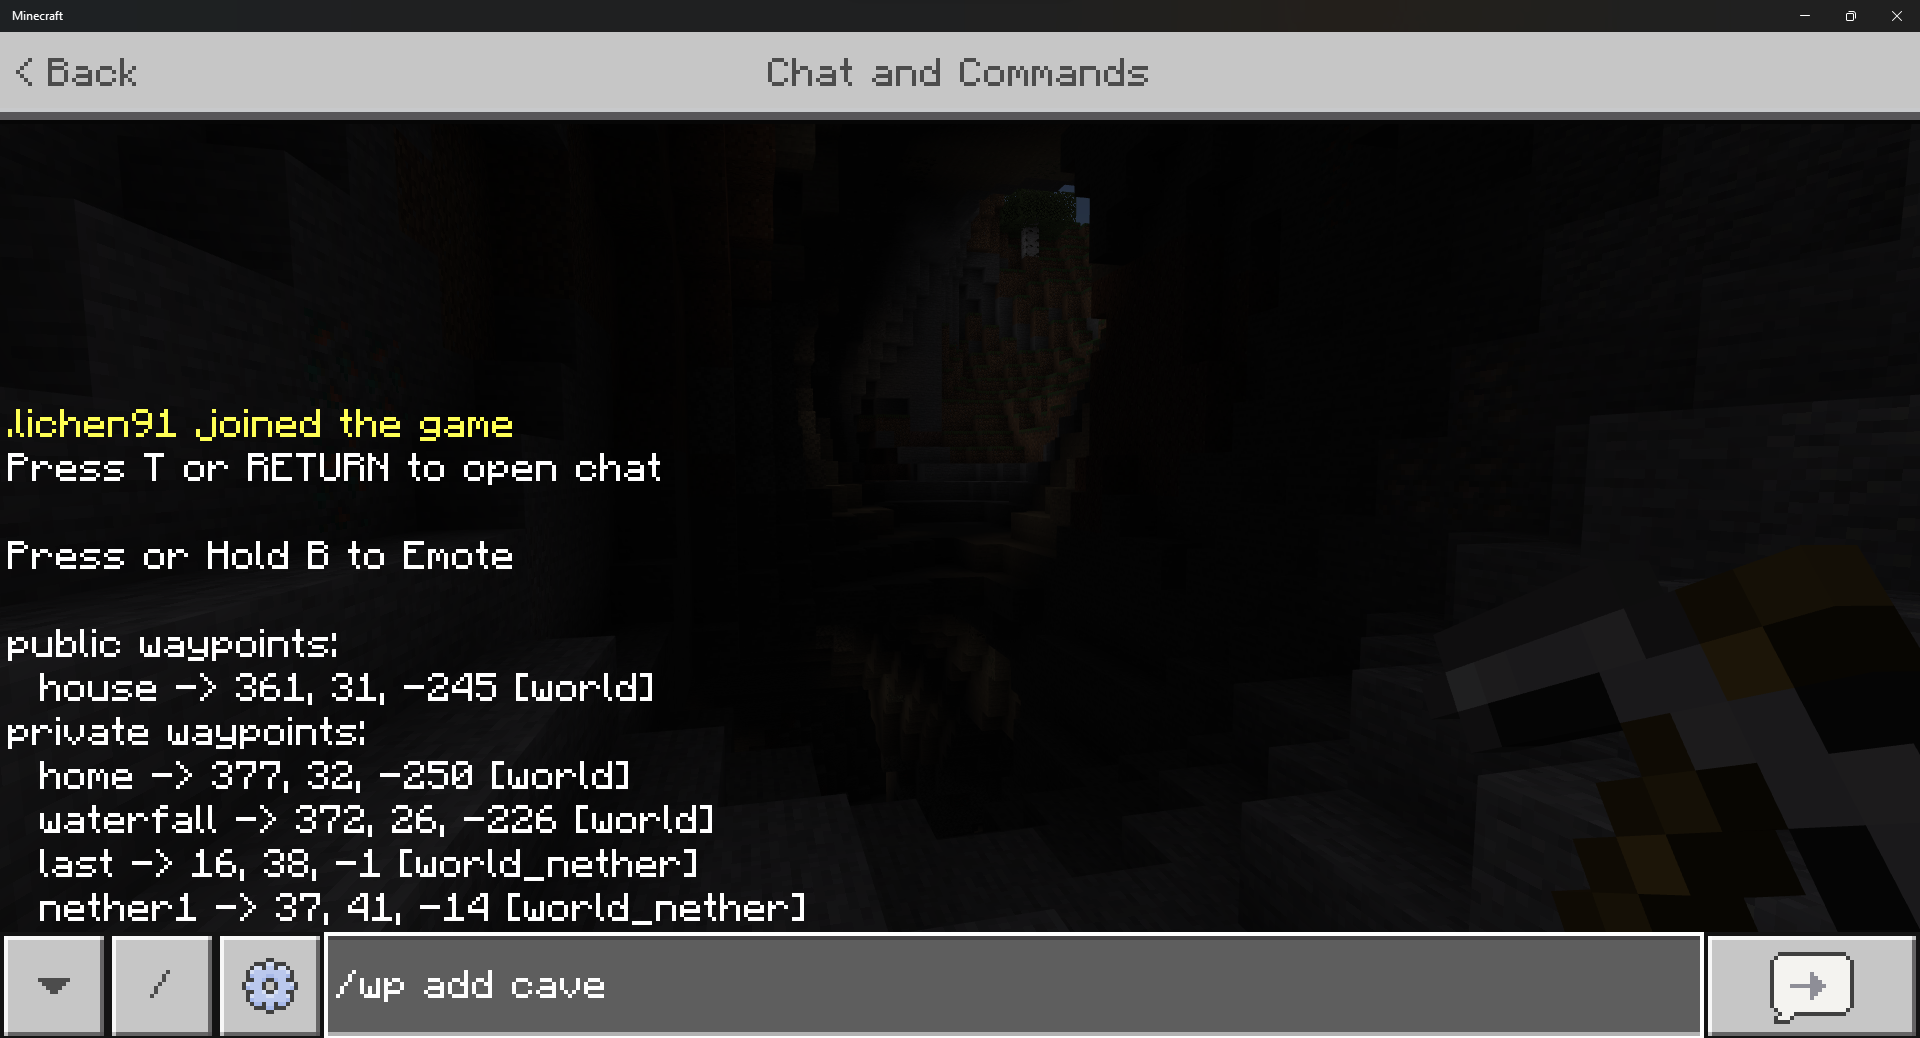 Minecraft
< Back
Chat and Commands
.lichen91 joined the game
Press T or RETURN to open chat
Press or Hold B to Emote
public waypoints:
house -> 361, 31, -245 [world]
private waypoints:
home -> 377, 32, -250 [world]
waterfall -> 372, 26, -226 [world]
last -> 16, 38, -1 [world_nether]
nether1 -> 37, 41, -14 [world_nether]
/
/wp add cave